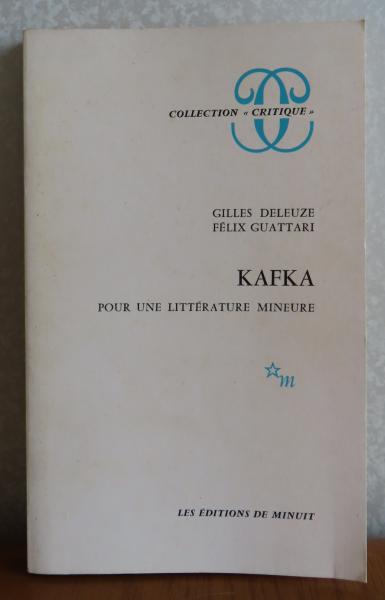 COLLECTION « CRITIQUE »
GILLES DELEUZE
FÉLIX GUATTARI
KAFKA
POUR UNE LITTÉRATURE MINEURE
m
LES ÉDITIONS DE MINUIT